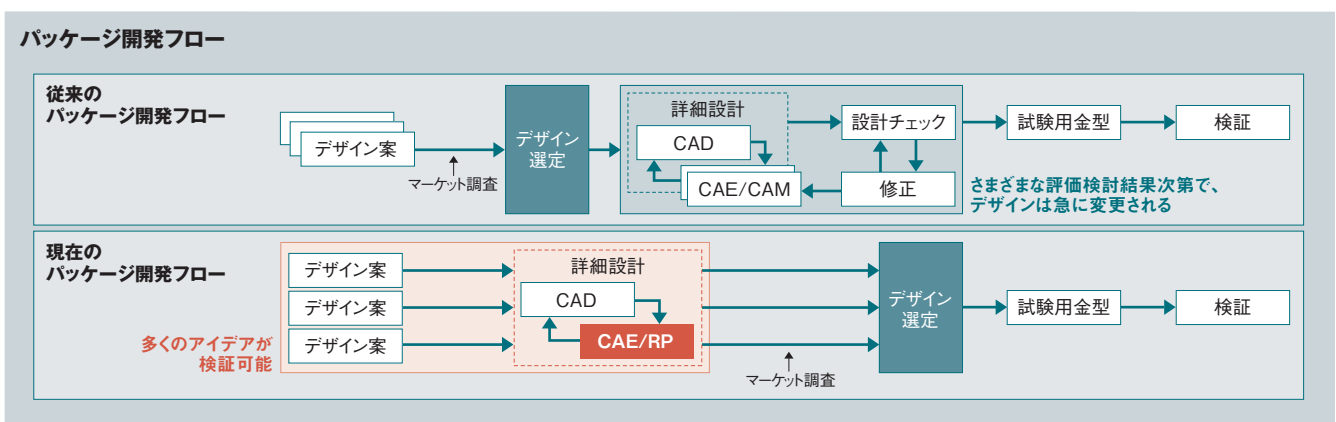 パッケージ開発フロー
従来の
パッケージ開発フロー
デザイン案
マーケット調査
デザイン
選定
詳細設計
CAD
CAE/CAM
設計チェック
修正
試験用金型
検証
さまざまな評価検討結果次第で、
デザインは急に変更される
現在の
パッケージ開発フロー
多くのアイデアが
検証可能
デザイン案
デザイン案
デザイン案
詳細設計
CAD
CAE/RP
マーケット調査
デザイン
選定
試験用金型
検証